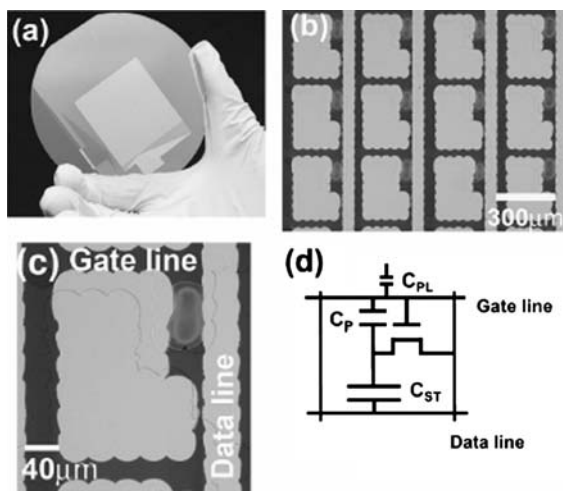 (a)
(b)
300μm
(c)
Gate line
Data line
40μm
(d)
C_PL
Gate line
C_P
C_ST
Data line